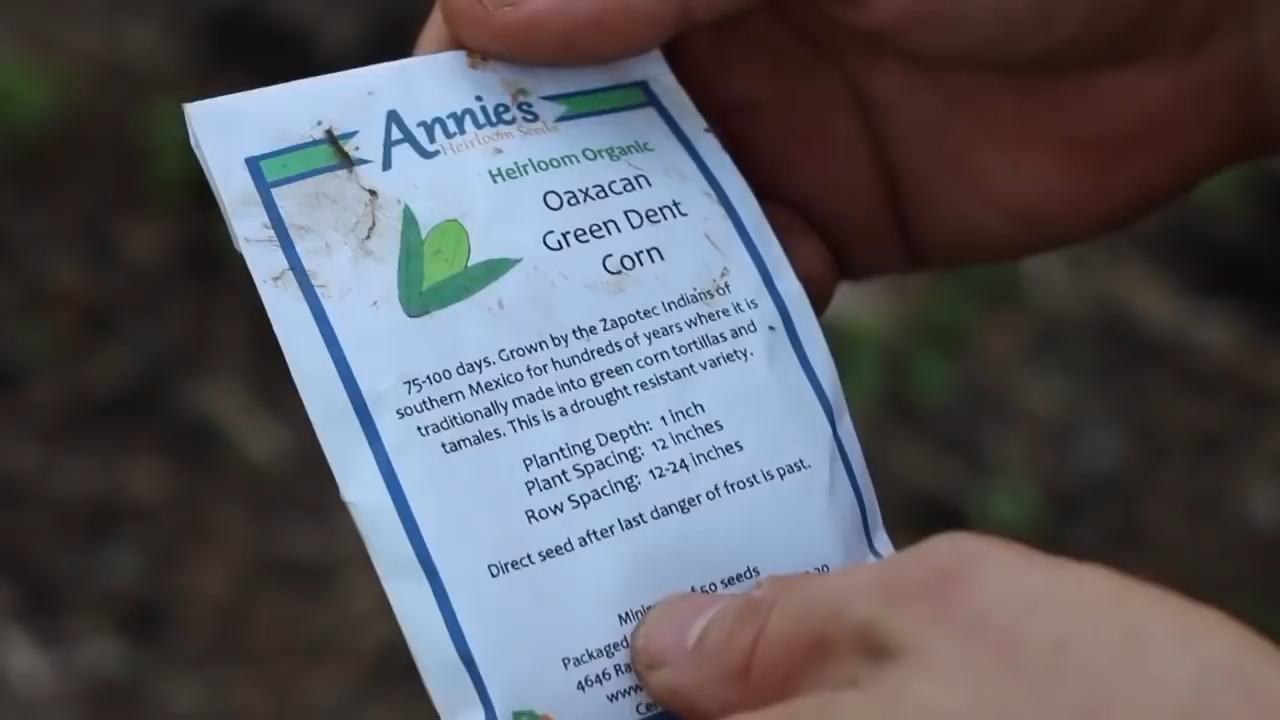 Annie's
Heirloom Seeds
Heirloom Organic
Oaxacan
Green Dent
Corn
75-100 days. Grown by the Zapotec Indians of
southern Mexico for hundreds of years where it is
traditionally made into green corn tortillas and
tamales. This is a drought resistant variety.
Planting Depth: 1 inch
Plant Spacing: 12 inches
Row Spacing: 12-24 inches
Direct seed after last danger of frost is past.
50 seeds
Packaged
4646
www.